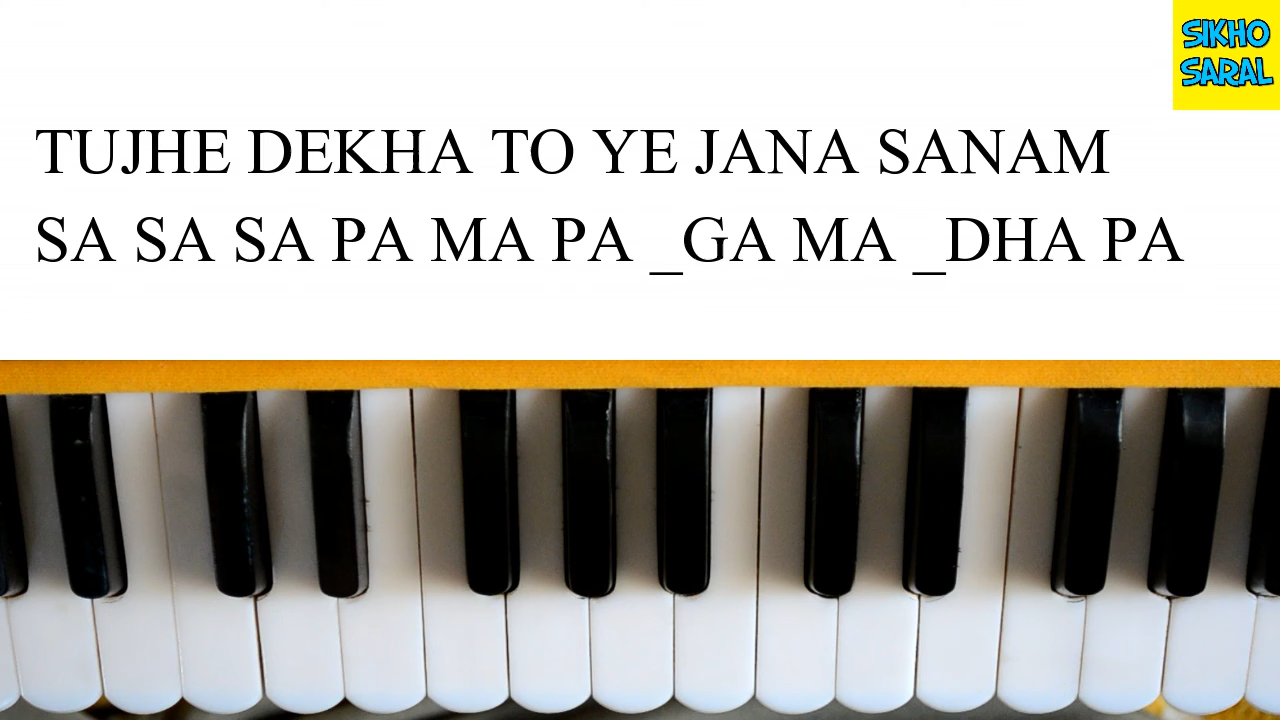 SIKHO
SARAL
TUJHE DEKHA TO YE JANA SANAM
SA SA SA PA MA PA _GA MA _DHA PA